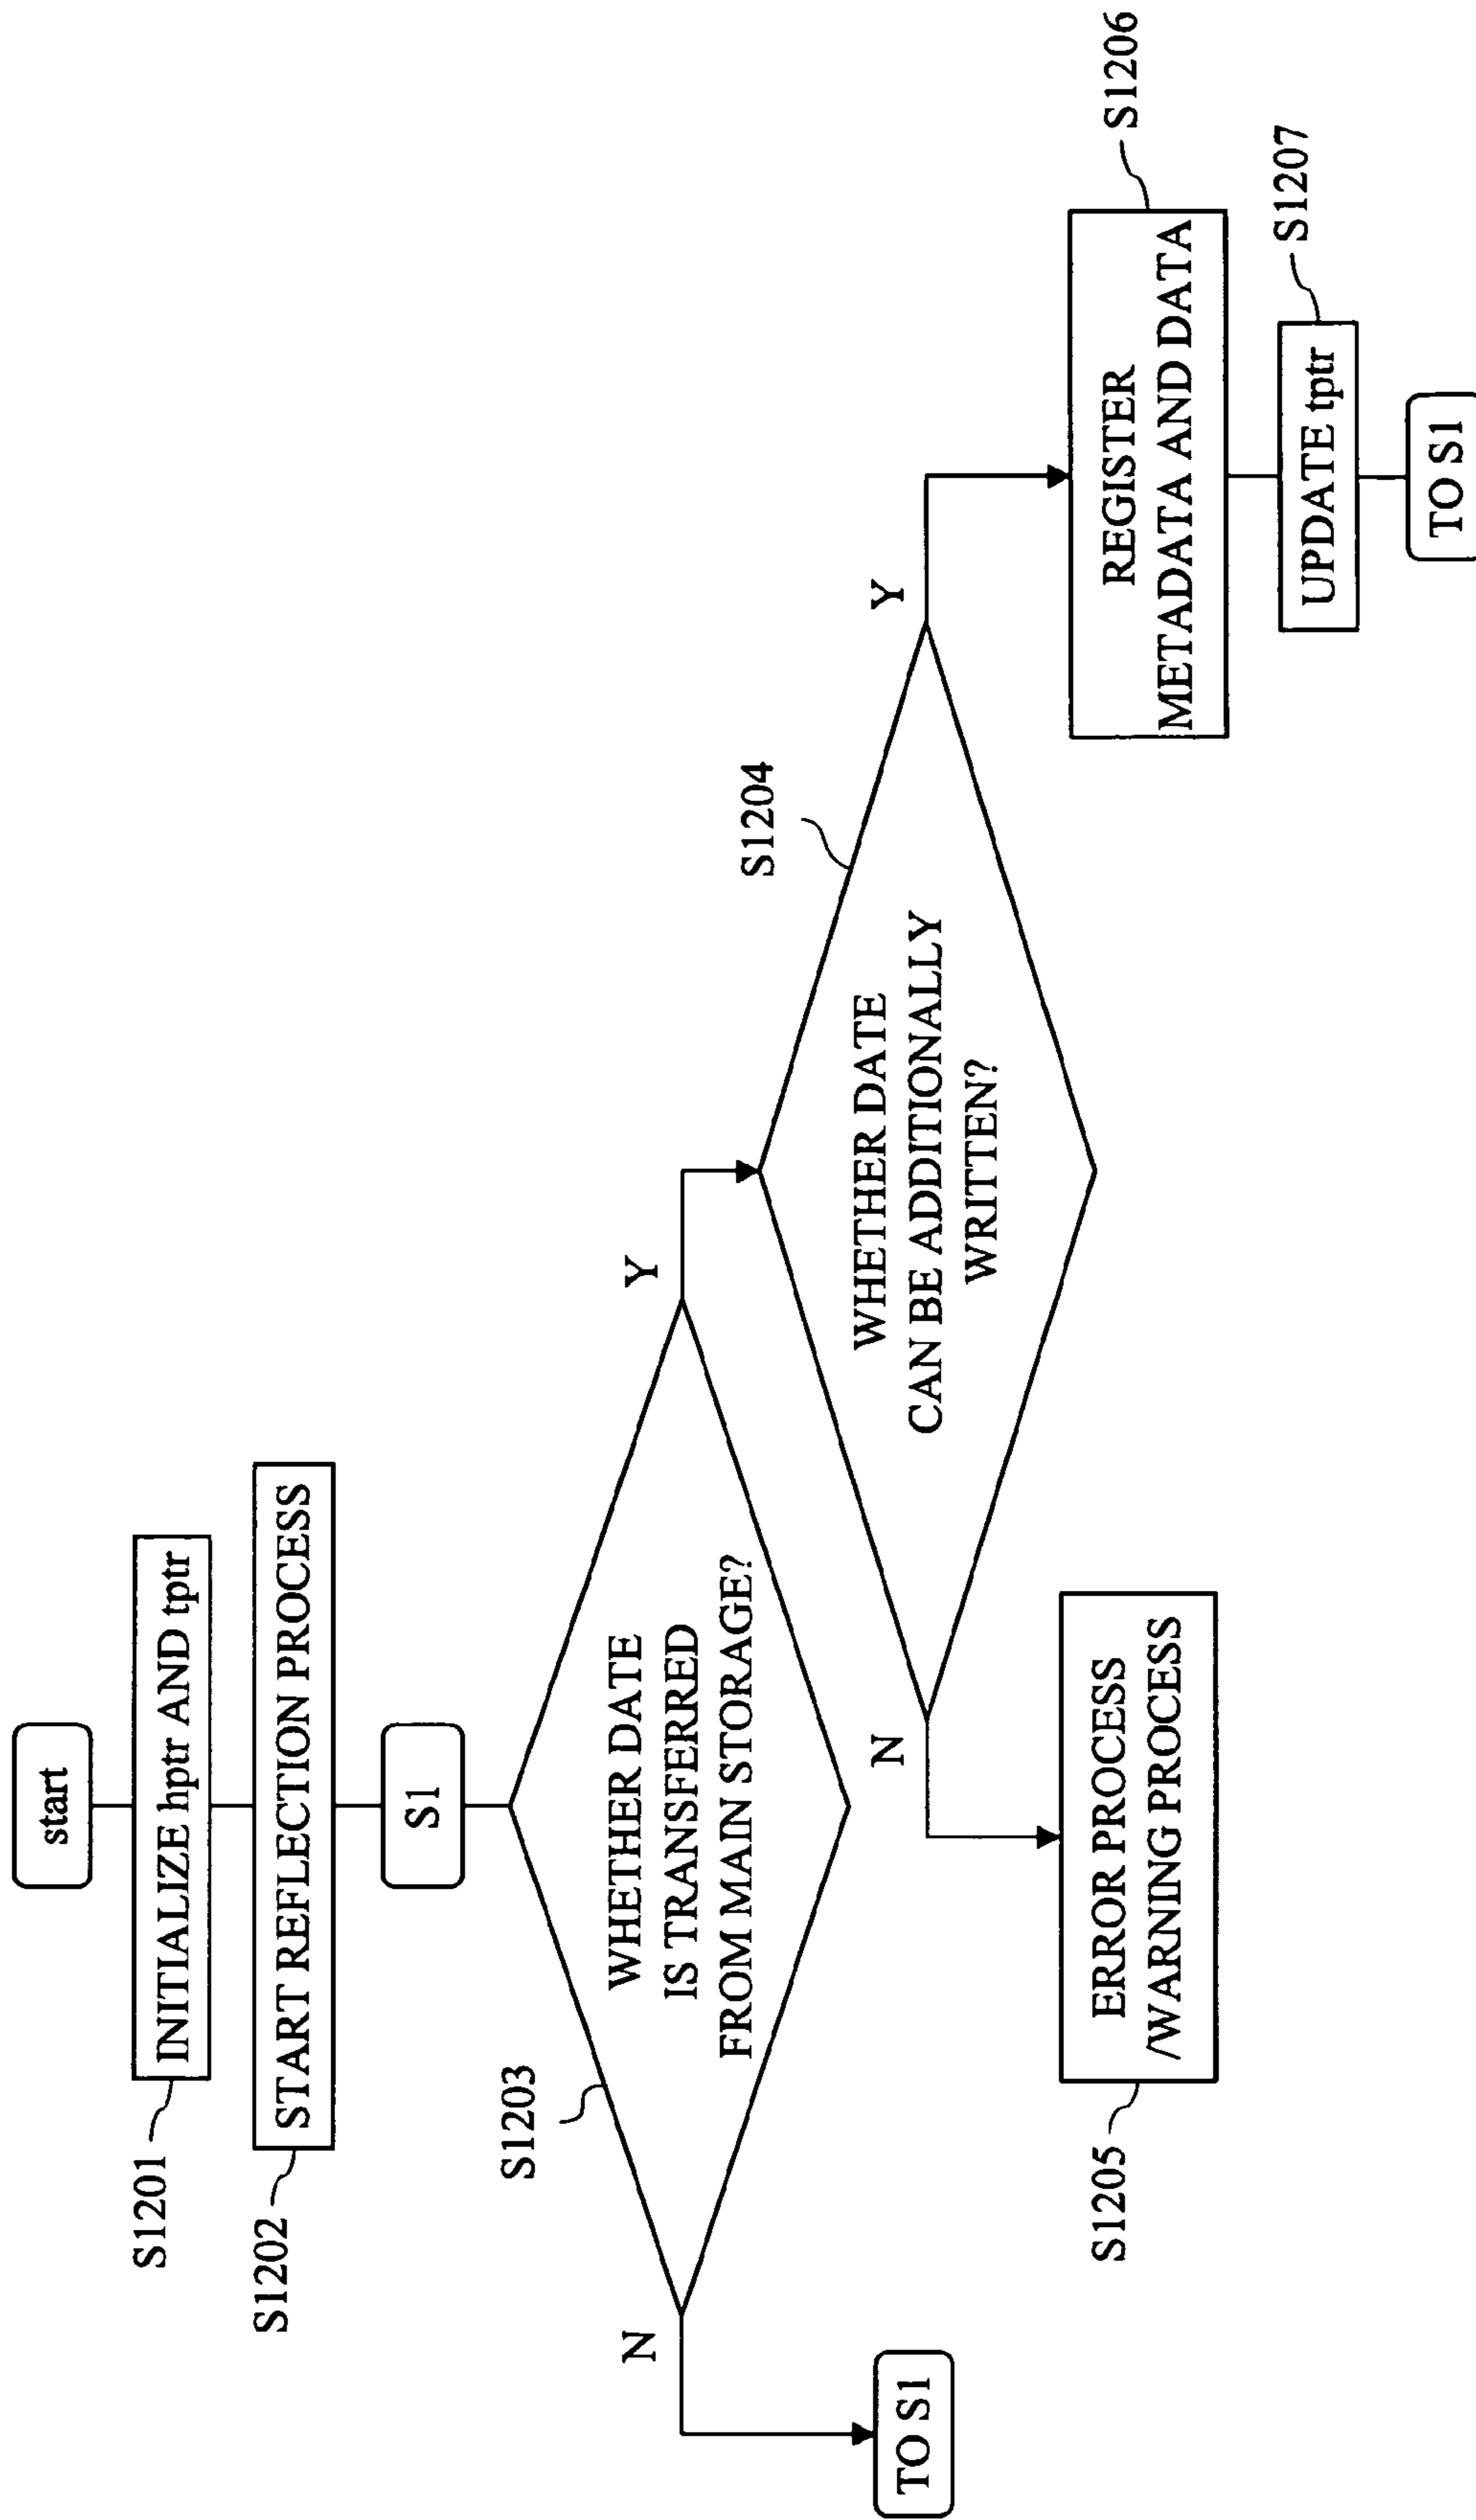 start
S1201
INITIALIZE hptr AND tptr
S1202
START REFLECTION PROCESS
S1
S1203
WHETHER DATE
IS TRANSFERRED
FROM MAIN STORAGE?
N
Y
TO S1
S1204
WHETHER DATE
CAN BE ADDITIONALLY
WRITTEN?
N
Y
S1205
ERROR PROCESS
/WARNING PROCESS
S1206
REGISTER
METADATA AND DATA
S1207
UPDATE tptr
TO S1